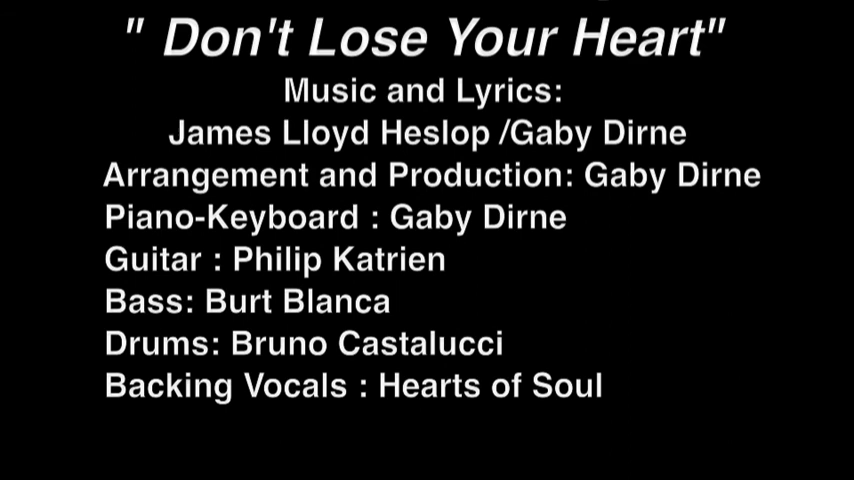 " Don't Lose Your Heart"
Music and Lyrics:
James Lloyd Heslop /Gaby Dirne
Arrangement and Production: Gaby Dirne
Piano-Keyboard : Gaby Dirne
Guitar : Philip Katrien
Bass: Burt Blanca
Drums: Bruno Castalucci
Backing Vocals : Hearts of Soul